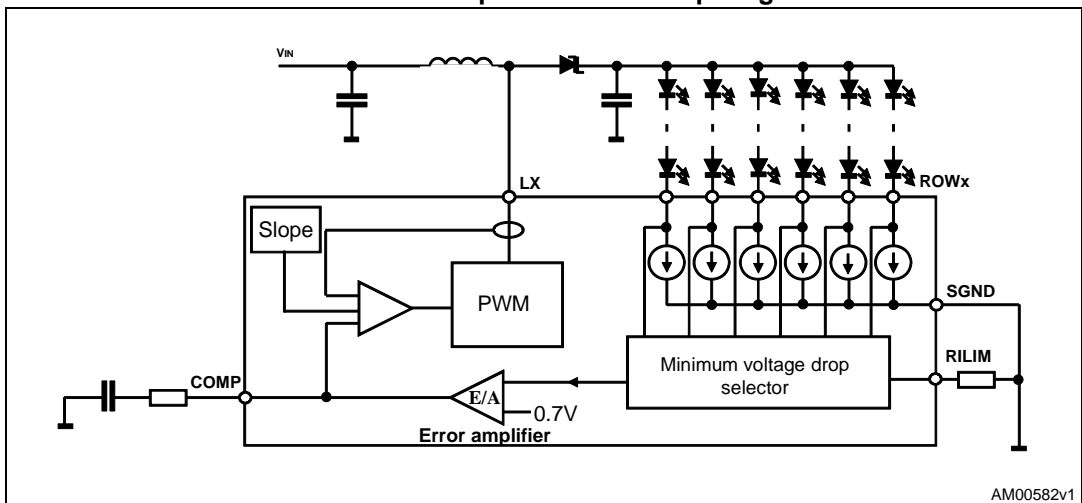 VIN
LX
ROWx
Slope
PWM
SGND
Minimum voltage drop
selector
RILIM
COMP
E/A
0.7V
Error amplifier
AM00582v1